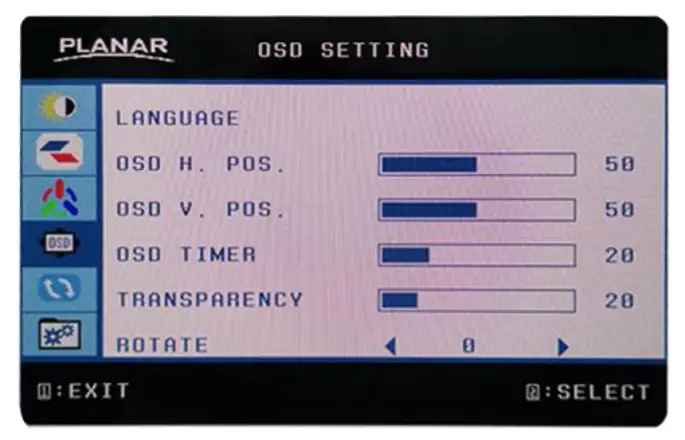 PLANAR OSD SETTING
LANGUAGE
OSD H. POS. 50
OSD V. POS. 50
OSD OSD TIMER 20
TRANSPARENCY 20
ROTATE 0
1:EXIT 2:SELECT